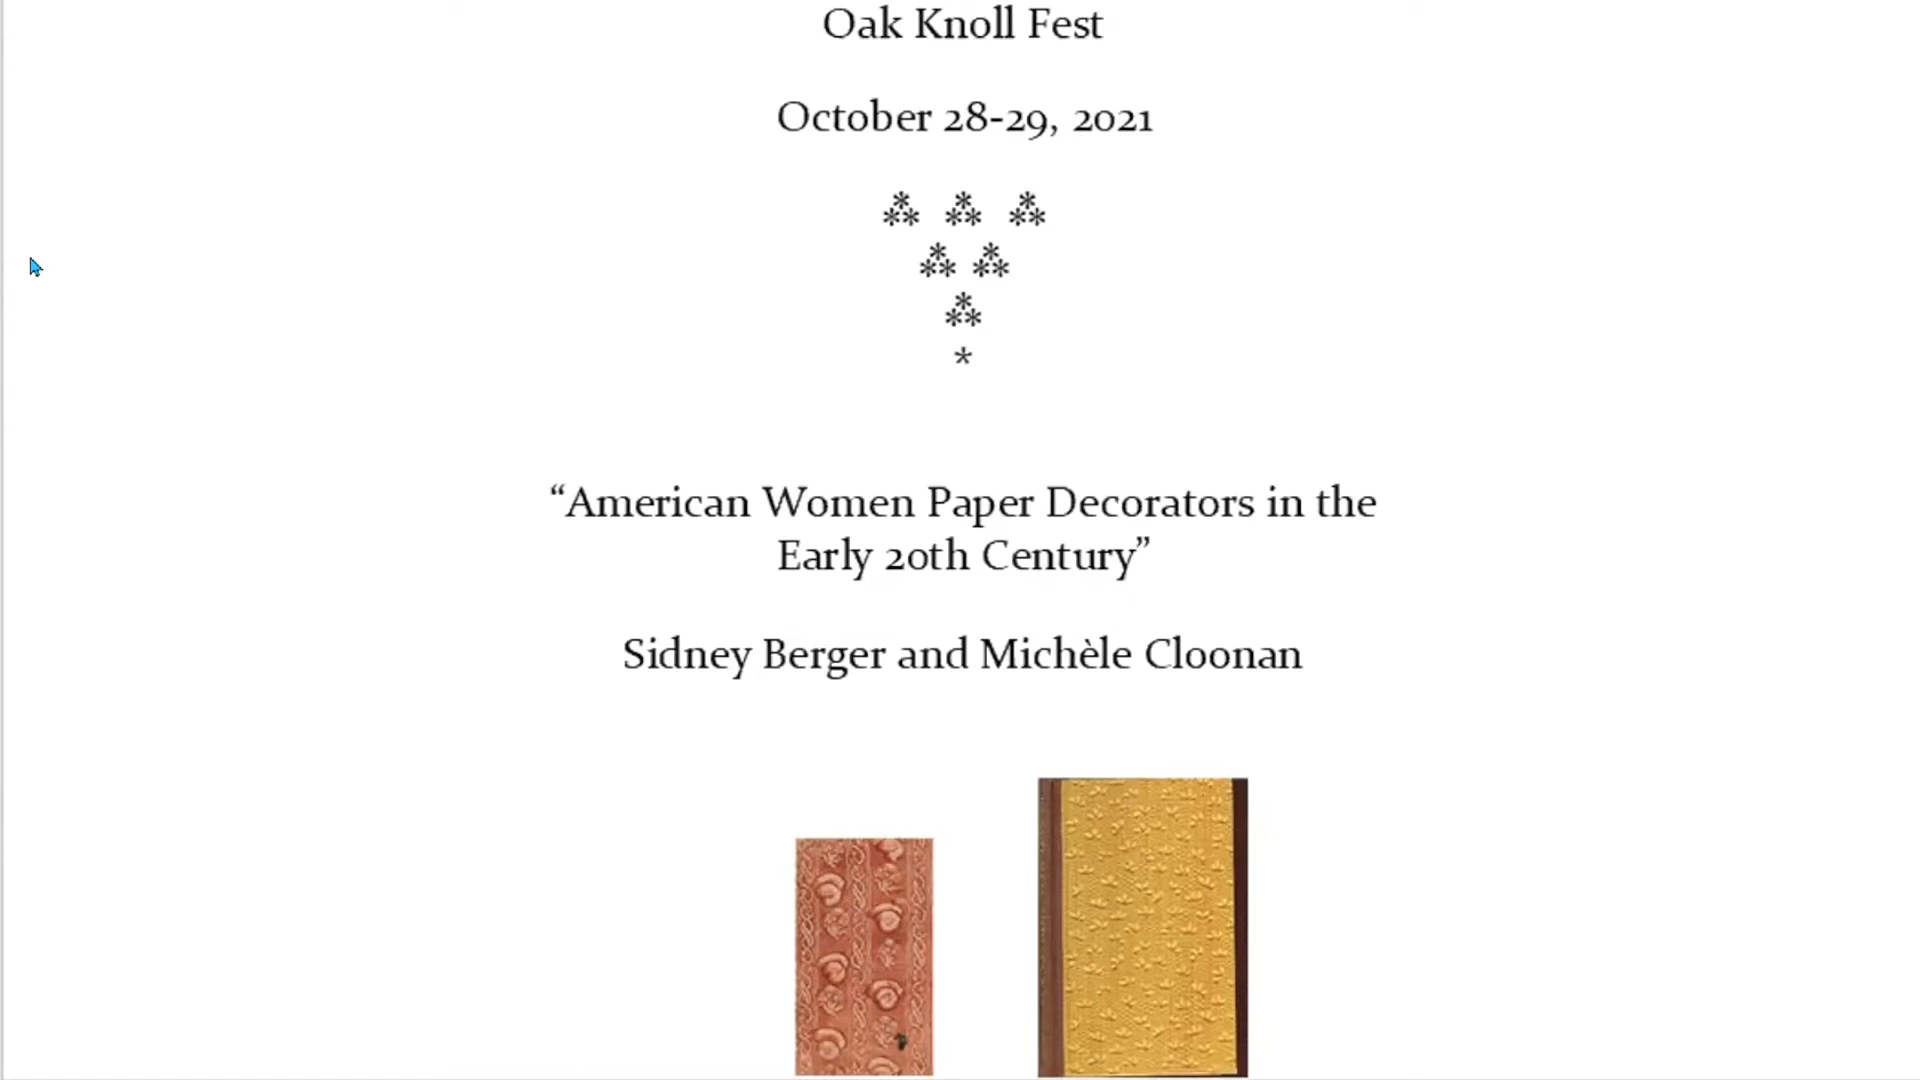 Oak Knoll Fest
October 28-29, 2021
⁂ ⁂ ⁂
⁂ ⁂
⁂
*
“American Women Paper Decorators in the
Early 20th Century”
Sidney Berger and Michèle Cloonan